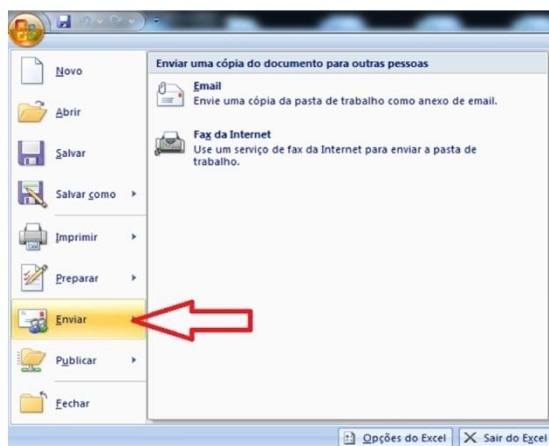 Novo
Abrir
Salvar
Salvar como
Imprimir
Preparar
Enviar
Publicar
Fechar
Enviar uma cópia do documento para outras pessoas
Email
Envie uma cópia da pasta de trabalho como anexo de email.
Fax da Internet
Use um serviço de fax da Internet para enviar a pasta de
trabalho.
Opções do Excel
Sair do Excel